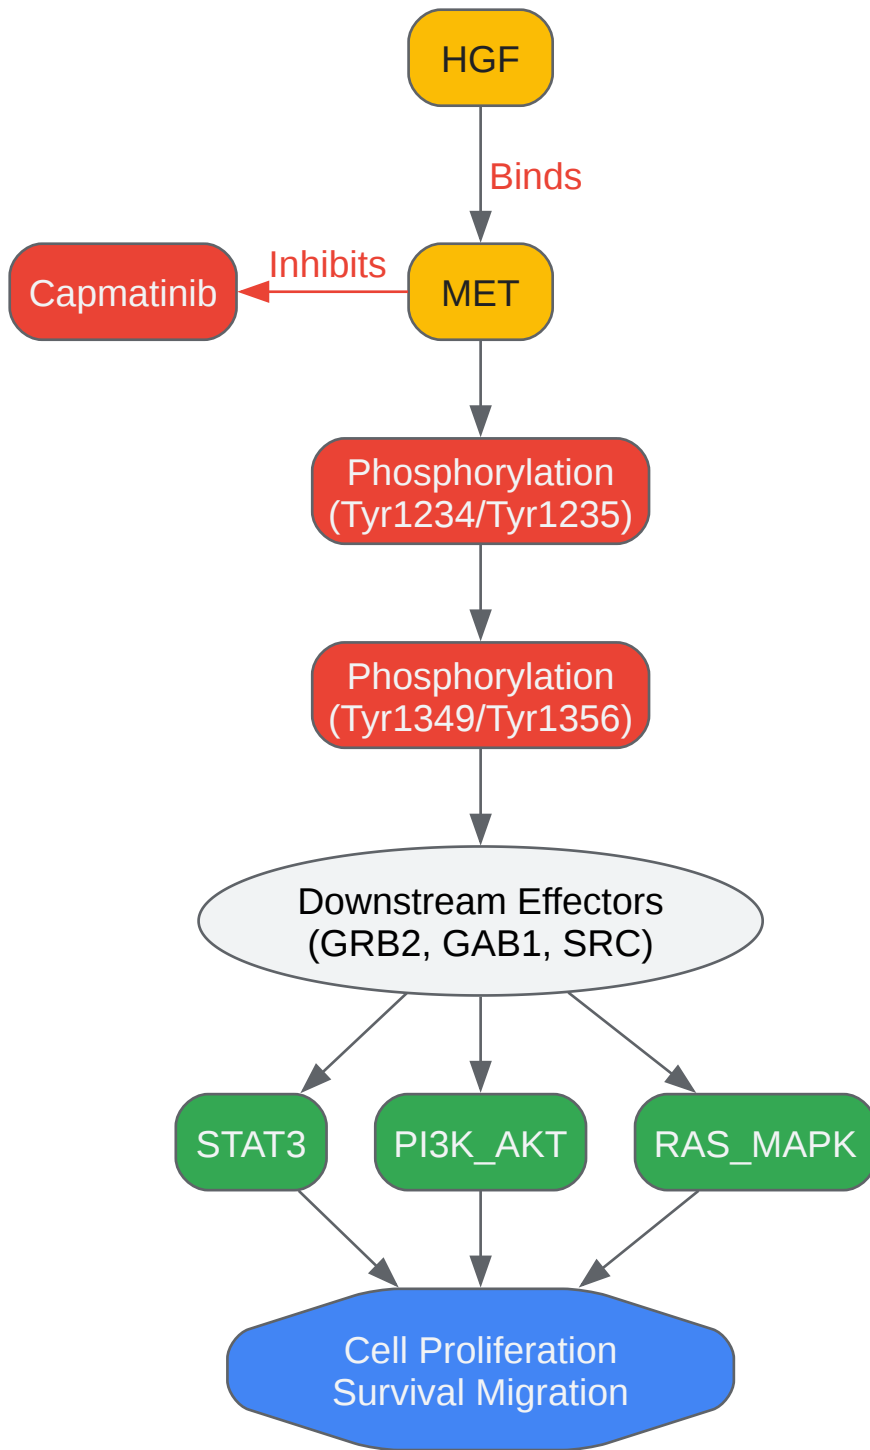 HGF
Binds
Inhibits
Capmatinib
MET
Phosphorylation
(Tyr1234/Tyr1235)
Phosphorylation
(Tyr1349/Tyr1356)
Downstream Effectors
(GRB2, GAB1, SRC)
STAT3
PI3K_AKT
RAS_MAPK
Cell Proliferation
Survival Migration